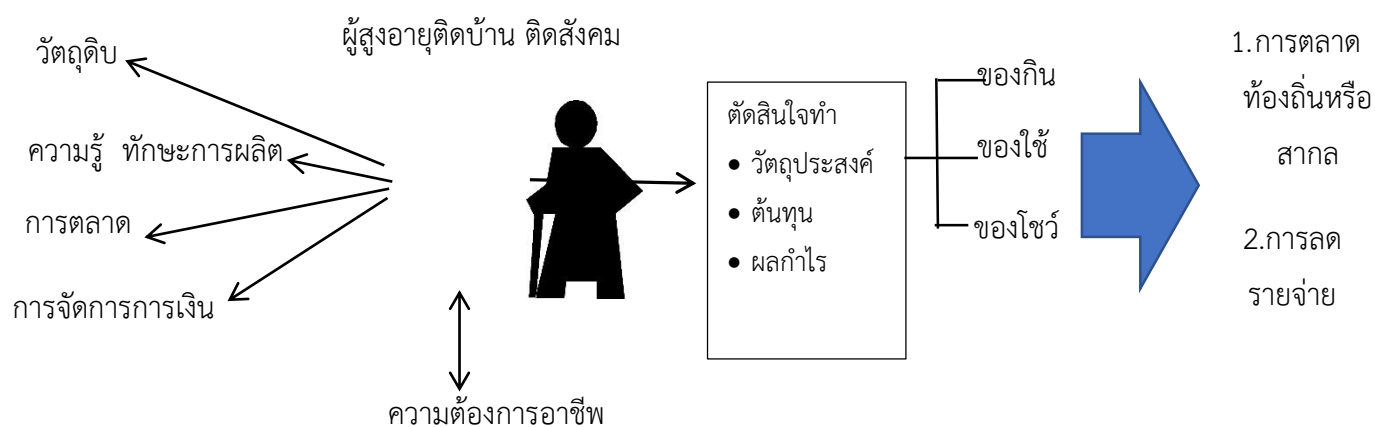 ผู้สูงอายุติดบ้าน ติดสังคม
วัตถุดิบ
ความรู้ ทักษะการผลิต
การตลาด
การจัดการการเงิน
ความต้องการอาชีพ
ตัดสินใจทำ
● วัตถุประสงค์
● ต้นทุน
● ผลกำไร
ของกิน
ของใช้
ของโชว์
1.การตลาด
ท้องถิ่นหรือ
สากล
2.การลด
รายจ่าย